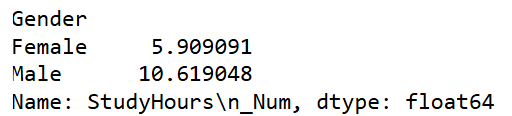 Gender
Female     5.909091
Male      10.619048
Name: StudyHours\n_Num, dtype: float64